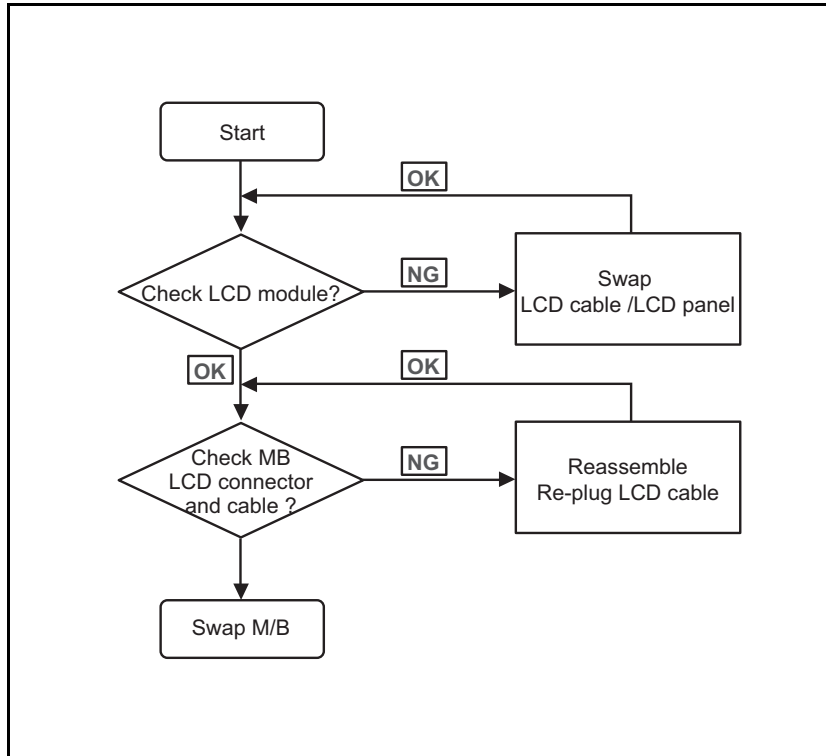 Start
OK
Check LCD module?
NG
Swap
LCD cable /LCD panel
OK
OK
Check MB
LCD connector
and cable ?
NG
Reassemble
Re-plug LCD cable
Swap M/B